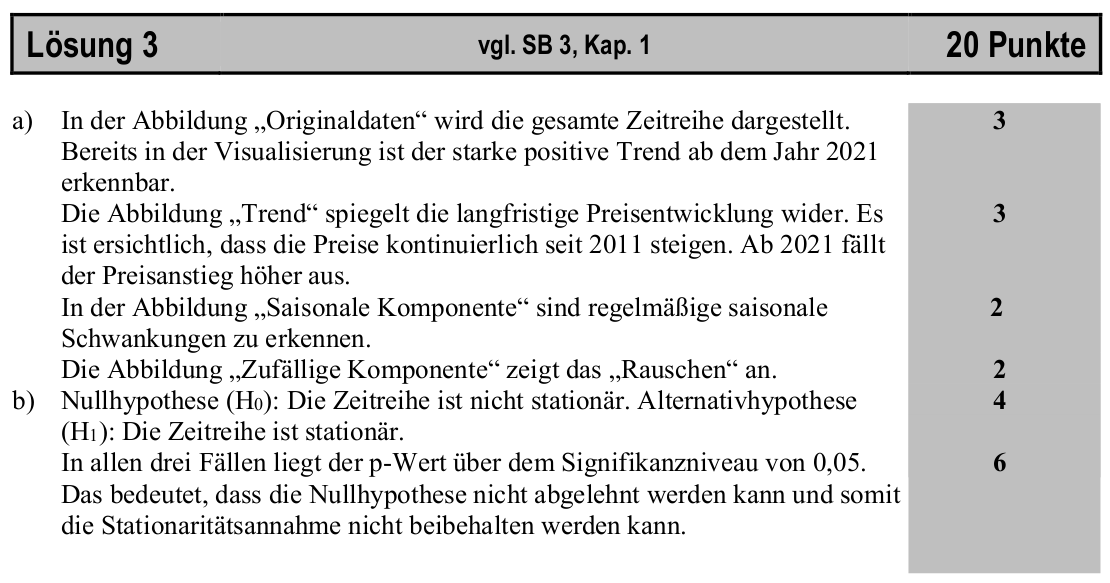 Lösung 3 vgl. SB 3, Kap. 1 20 Punkte
a) In der Abbildung „Originaldaten“ wird die gesamte Zeitreihe dargestellt. 3
Bereits in der Visualisierung ist der starke positive Trend ab dem Jahr 2021
erkennbar.
Die Abbildung „Trend“ spiegelt die langfristige Preisentwicklung wider. Es 3
ist ersichtlich, dass die Preise kontinuierlich seit 2011 steigen. Ab 2021 fällt
der Preisanstieg höher aus.
In der Abbildung „Saisonale Komponente“ sind regelmäßige saisonale 2
Schwankungen zu erkennen.
Die Abbildung „Zufällige Komponente“ zeigt das „Rauschen“ an. 2
b) Nullhypothese (H0): Die Zeitreihe ist nicht stationär. Alternativhypothese 4
(H1): Die Zeitreihe ist stationär.
In allen drei Fällen liegt der p-Wert über dem Signifikanzniveau von 0,05. 6
Das bedeutet, dass die Nullhypothese nicht abgelehnt werden kann und somit
die Stationaritätsannahme nicht beibehalten werden kann.